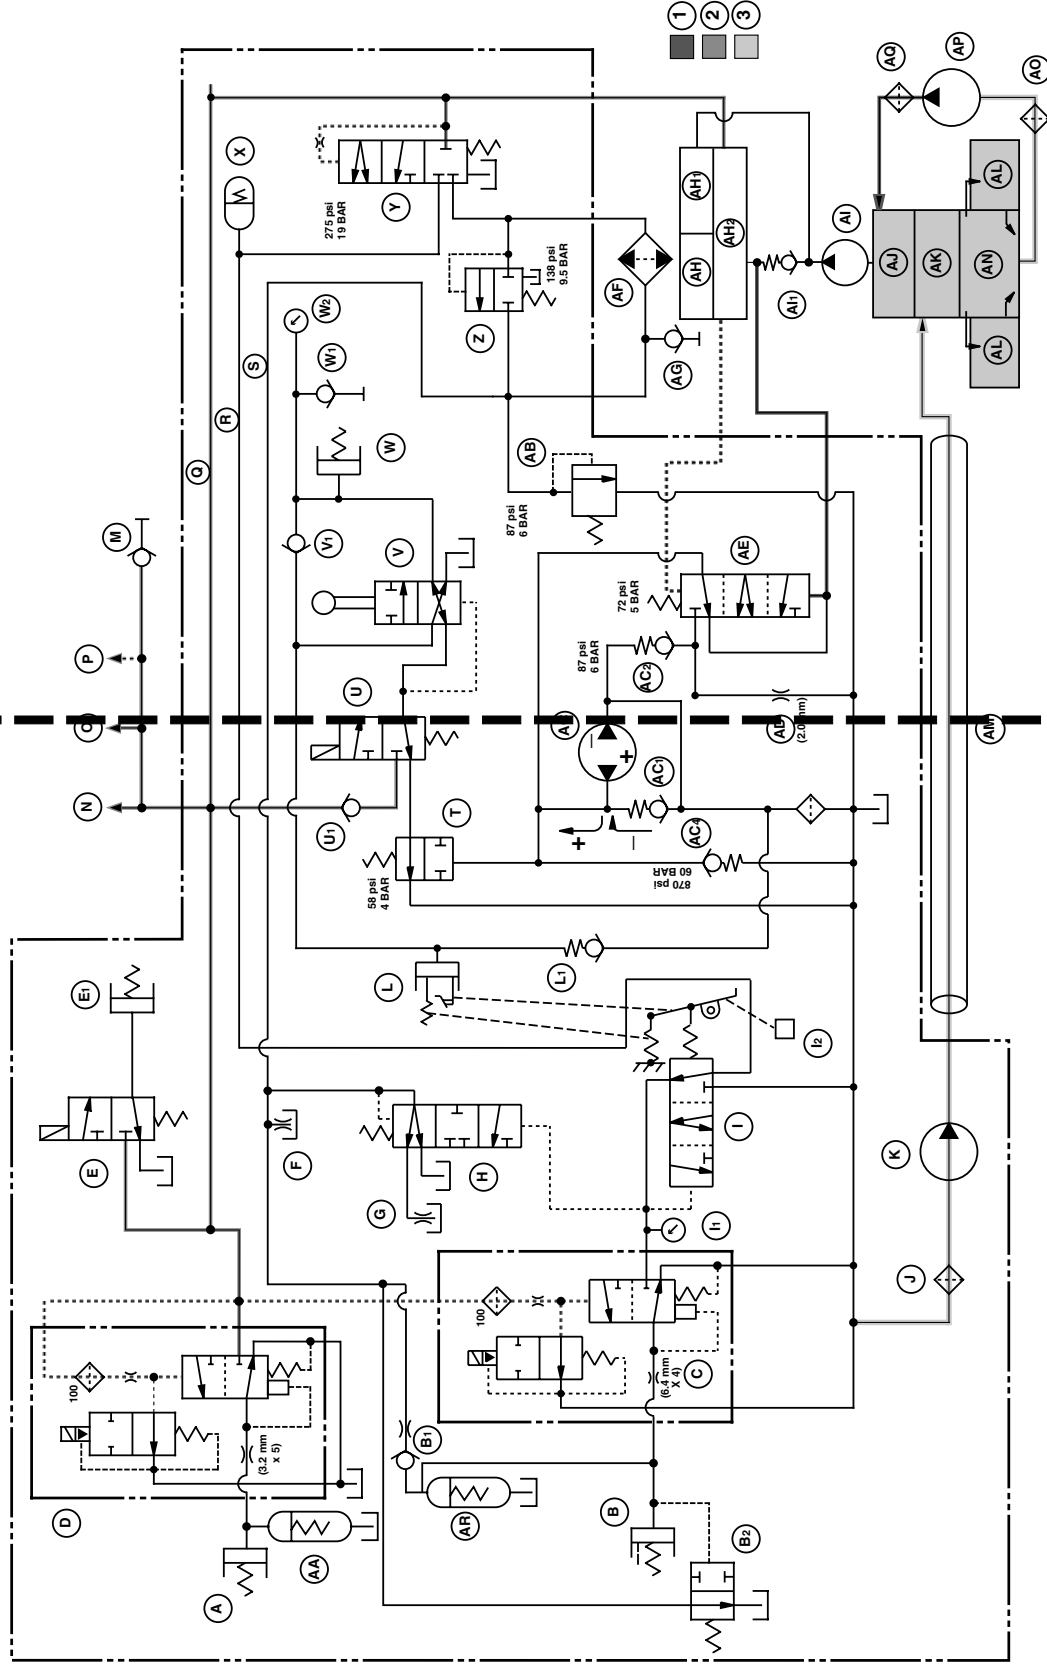 1
2
3
AQ
AP
AO
X
Y
275 psi
19 BAR
138 psi
9.5 BAR
Z
W2
W1
W
S
R
Q
AF
AG
AH1
AH
AH2
AI
AI1
AJ
AK
AN
AL
AL
M
P
N
V1
V
U
U1
AB
87 psi
6 BAR
AE
72 psi
5 BAR
87 psi
6 BAR
AC2
AD
AM
AC1
AC4
+
+
T
58 psi
4 BAR
870 psi
60 BAR
E1
L
L1
I2
E
F
G
H
I
I1
K
J
100
100
D
(3.2 mm
x 5)
C
(6.4 mm
X 4)
B1
AR
B
B2
A
AA